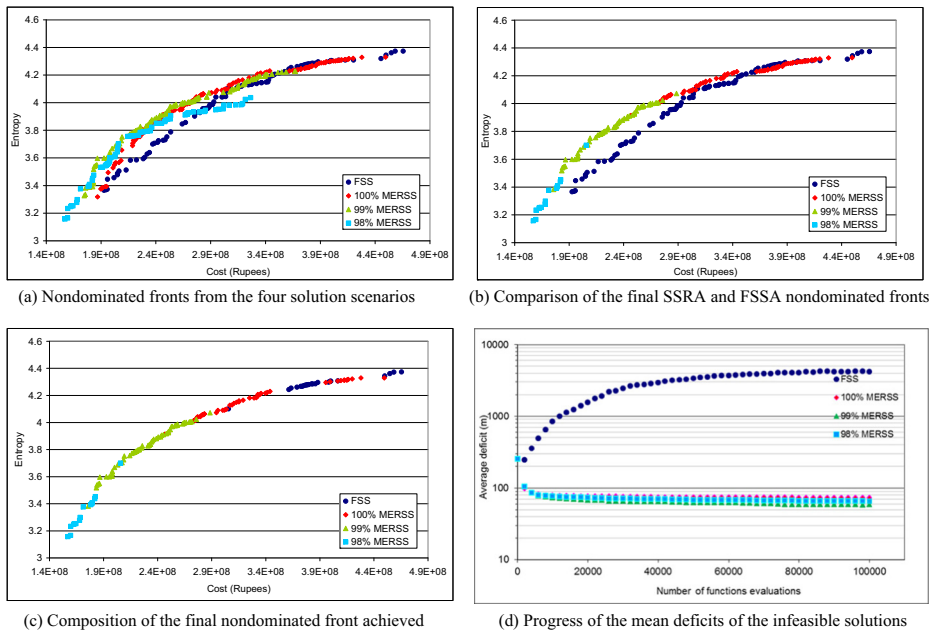 4.6
4.4
4.2
4
3.8
3.6
3.4
3.2
3
Entropy
1.4E+08 1.9E+08 2.4E+08 2.9E+08 3.4E+08 3.9E+08 4.4E+08 4.9E+08
Cost (Rupees)
FSS
100% MERSS
99% MERSS
98% MERSS
(a) Nondominated fronts from the four solution scenarios
4.6
4.4
4.2
4
3.8
3.6
3.4
3.2
3
Entropy
1.4E+08 1.9E+08 2.4E+08 2.9E+08 3.4E+08 3.9E+08 4.4E+08 4.9E+08
Cost (Rupees)
FSS
100% MERSS
99% MERSS
98% MERSS
(b) Comparison of the final SSRA and FSSA nondominated fronts
4.6
4.4
4.2
4
3.8
3.6
3.4
3.2
3
Entropy
1.4E+08 1.9E+08 2.4E+08 2.9E+08 3.4E+08 3.9E+08 4.4E+08 4.9E+08
Cost (Rupees)
FSS
100% MERSS
99% MERSS
98% MERSS
(c) Composition of the final nondominated front achieved
10000
1000
100
10
Average deficit (m)
0 20000 40000 60000 80000 100000
Number of functions evaluations
FSS
100% MERSS
99% MERSS
98% MERSS
(d) Progress of the mean deficits of the infeasible solutions